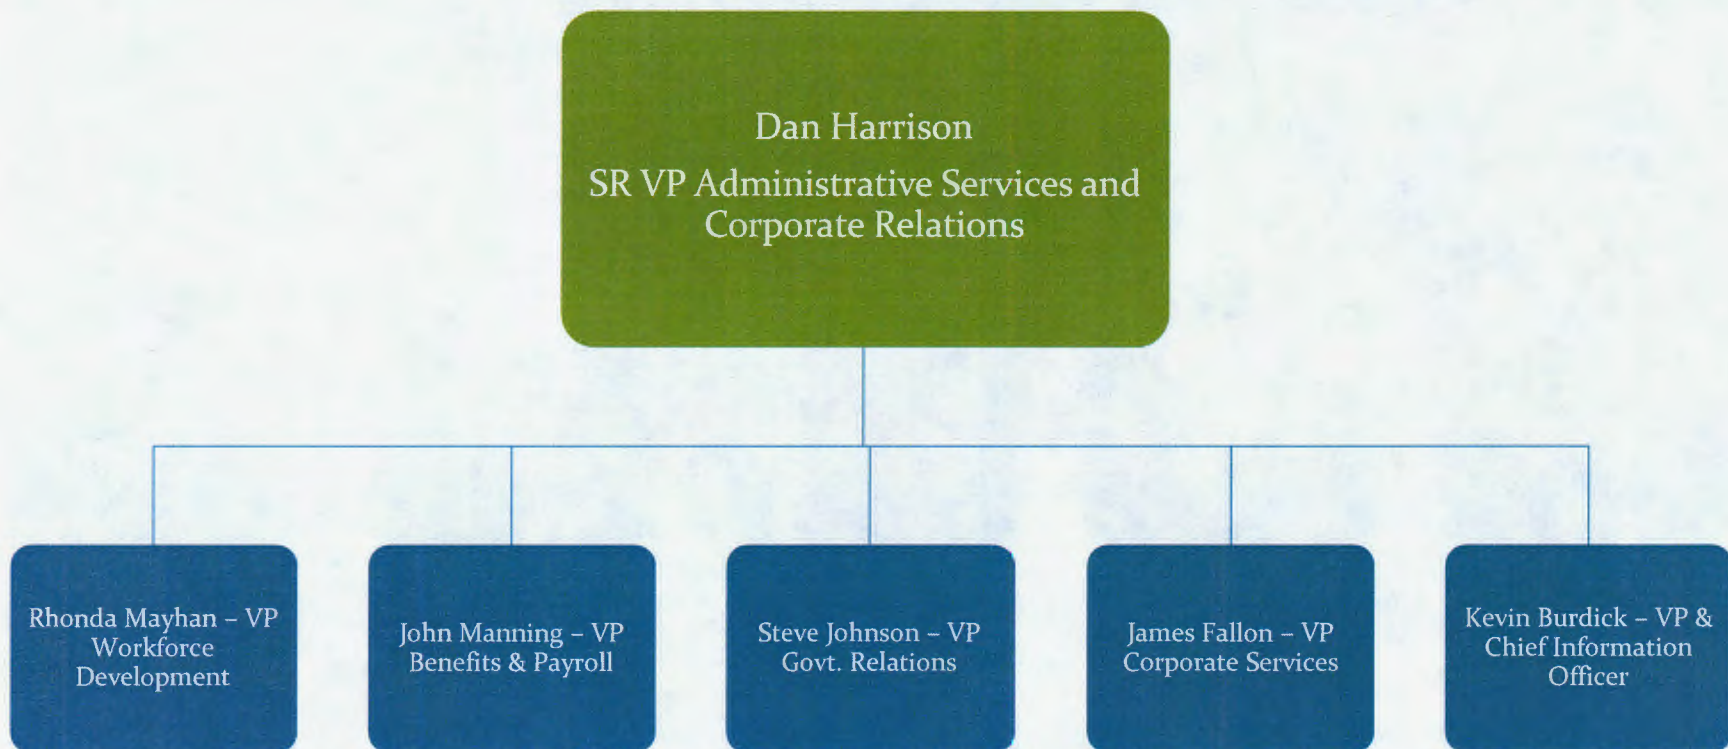 Dan Harrison
SR VP Administrative Services and
Corporate Relations
Rhonda Mayhan – VP
Workforce
Development
John Manning – VP
Benefits & Payroll
Steve Johnson – VP
Govt. Relations
James Fallon – VP
Corporate Services
Kevin Burdick – VP &
Chief Information
Officer